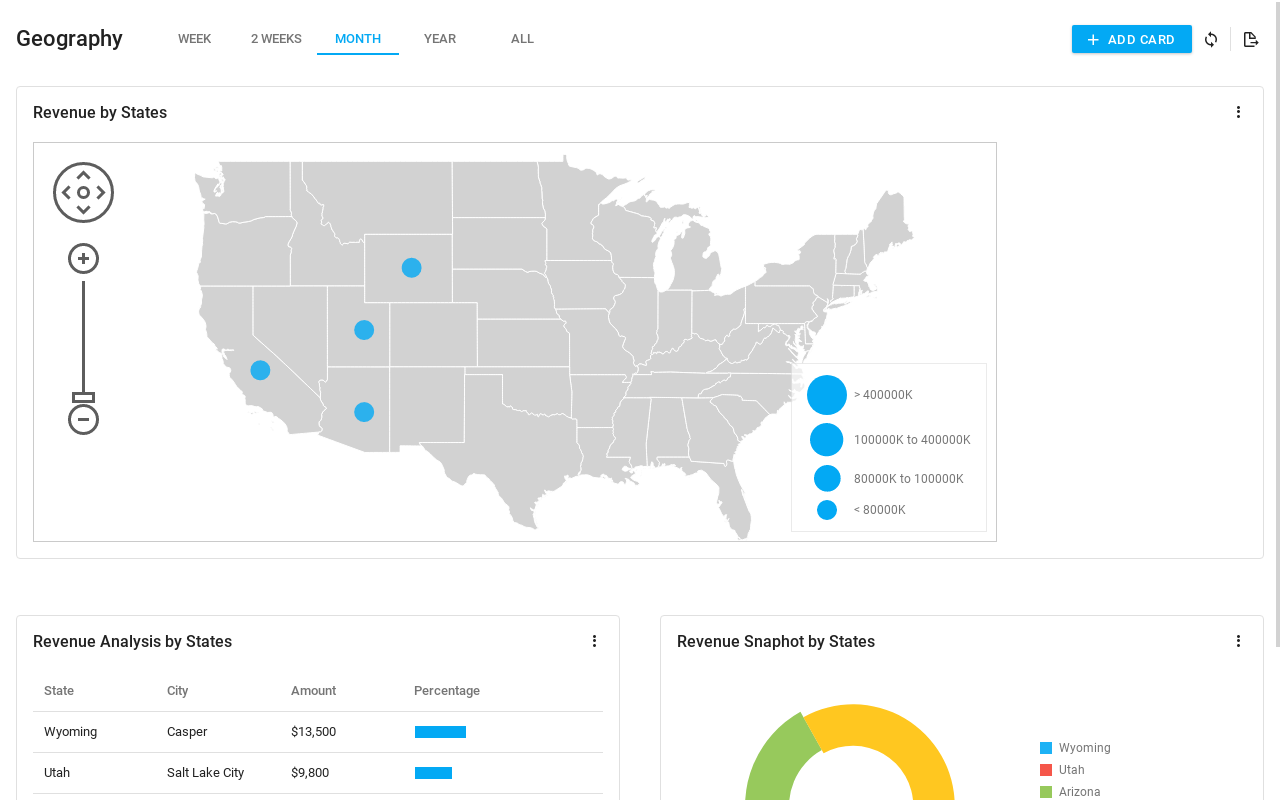 Geography
WEEK
2 WEEKS
MONTH
YEAR
ALL
ADD CARD
Revenue by States
> 400000K
100000K to 400000K
80000K to 100000K
< 80000K
Revenue Analysis by States
State City Amount Percentage
Wyoming Casper $13,500
Utah Salt Lake City $9,800
Revenue Snaphot by States
Wyoming
Utah
Arizona